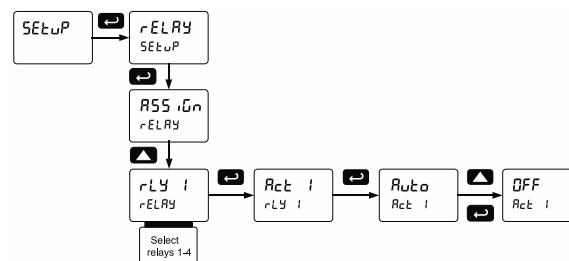 SEtuP
rELAY
SEtuP
ASSiGn
rELAY
rLY 1
rELAY
Act 1
rLY 1
Auto
Act 1
OFF
Act 1
Select
relays 1-4